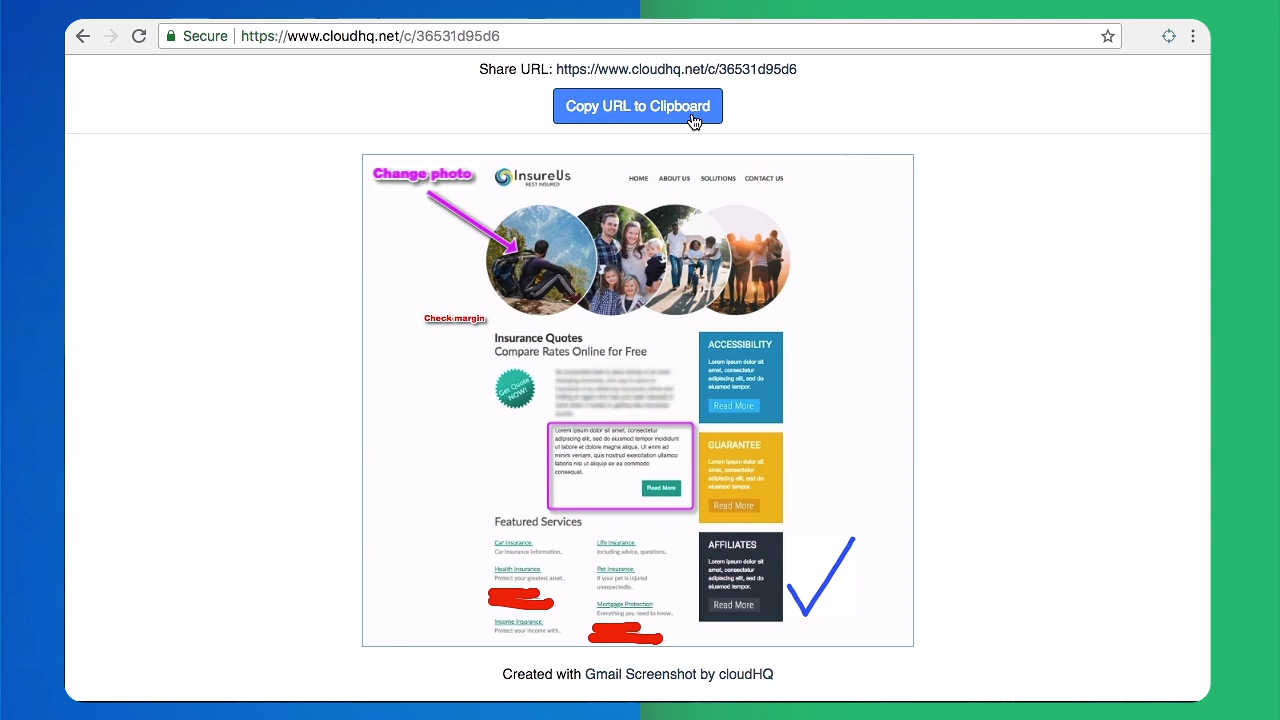 Secure
https://www.cloudhq.net/c/36531d95d6
Share URL: https://www.cloudhq.net/c/36531d95d6
Copy URL to Clipboard
Change photo
InsureUs
REST INSURED
HOME ABOUT US SOLUTIONS CONTACT US
Check margin
Insurance Quotes
Compare Rates Online for Free
Get Quote
NOW!
Lorem ipsum dolor sit amet, consectetur
adipiscing elit, sed do eiusmod tempor incididunt
ut labore et dolore magna aliqua. Ut enim ad
minim veniam, quis nostrud exercitation ullamco
laboris nisi ut aliquip ex ea commodo
consequat.
Read More
Featured Services
Car Insurance
Car insurance information..
Health Insurance
Protect your greatest asset..
Income Insurance
Protect your income with..
Life Insurance
Including advice, questions..
Pet Insurance
If your pet is injured
unexpectedly..
Mortgage Protection
Everything you need to know..
ACCESSIBILITY
Lorem ipsum dolor sit
amet, consectetur
adipiscing elit, sed do
eiusmod tempor.
Read More
GUARANTEE
Lorem ipsum dolor sit
amet, consectetur
adipiscing elit, sed do
eiusmod tempor.
Read More
AFFILIATES
Lorem ipsum dolor sit
amet, consectetur
adipiscing elit, sed do
eiusmod tempor.
Read More
Created with Gmail Screenshot by cloudHQ